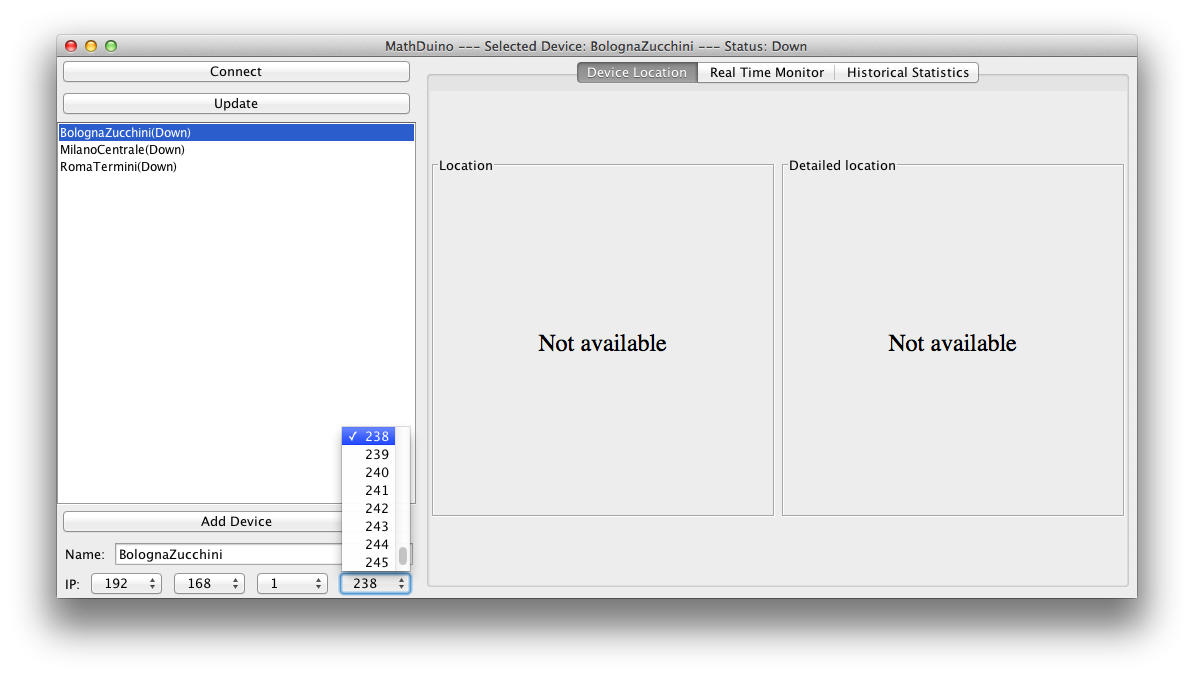 MathDuino --- Selected Device: BolognaZucchini --- Status: Down
Connect
Update
BolognaZucchini(Down)
MilanoCentrale(Down)
RomaTermini(Down)
Device Location Real Time Monitor Historical Statistics
Location
Not available
Detailed location
Not available
✓ 238
239
240
241
242
243
244
245
Add Device
Name: BolognaZucchini
IP: 192 168 1 238